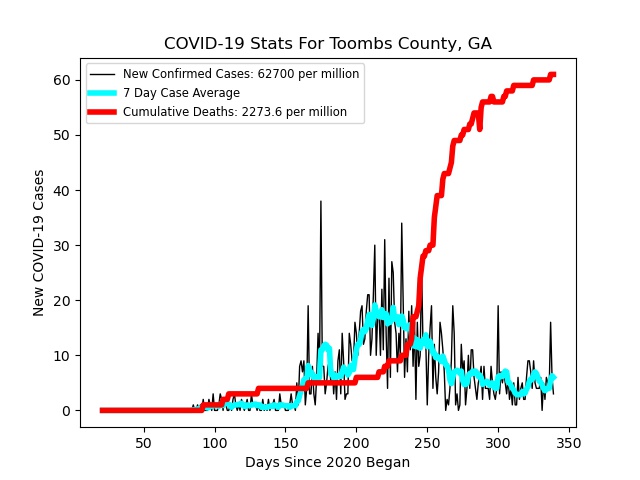 COVID-19 Stats For Toombs County, GA
New Confirmed Cases: 62700 per million
7 Day Case Average
Cumulative Deaths: 2273.6 per million
New COVID-19 Cases
60
50
40
30
20
10
0
50
100
150
200
250
300
350
Days Since 2020 Began